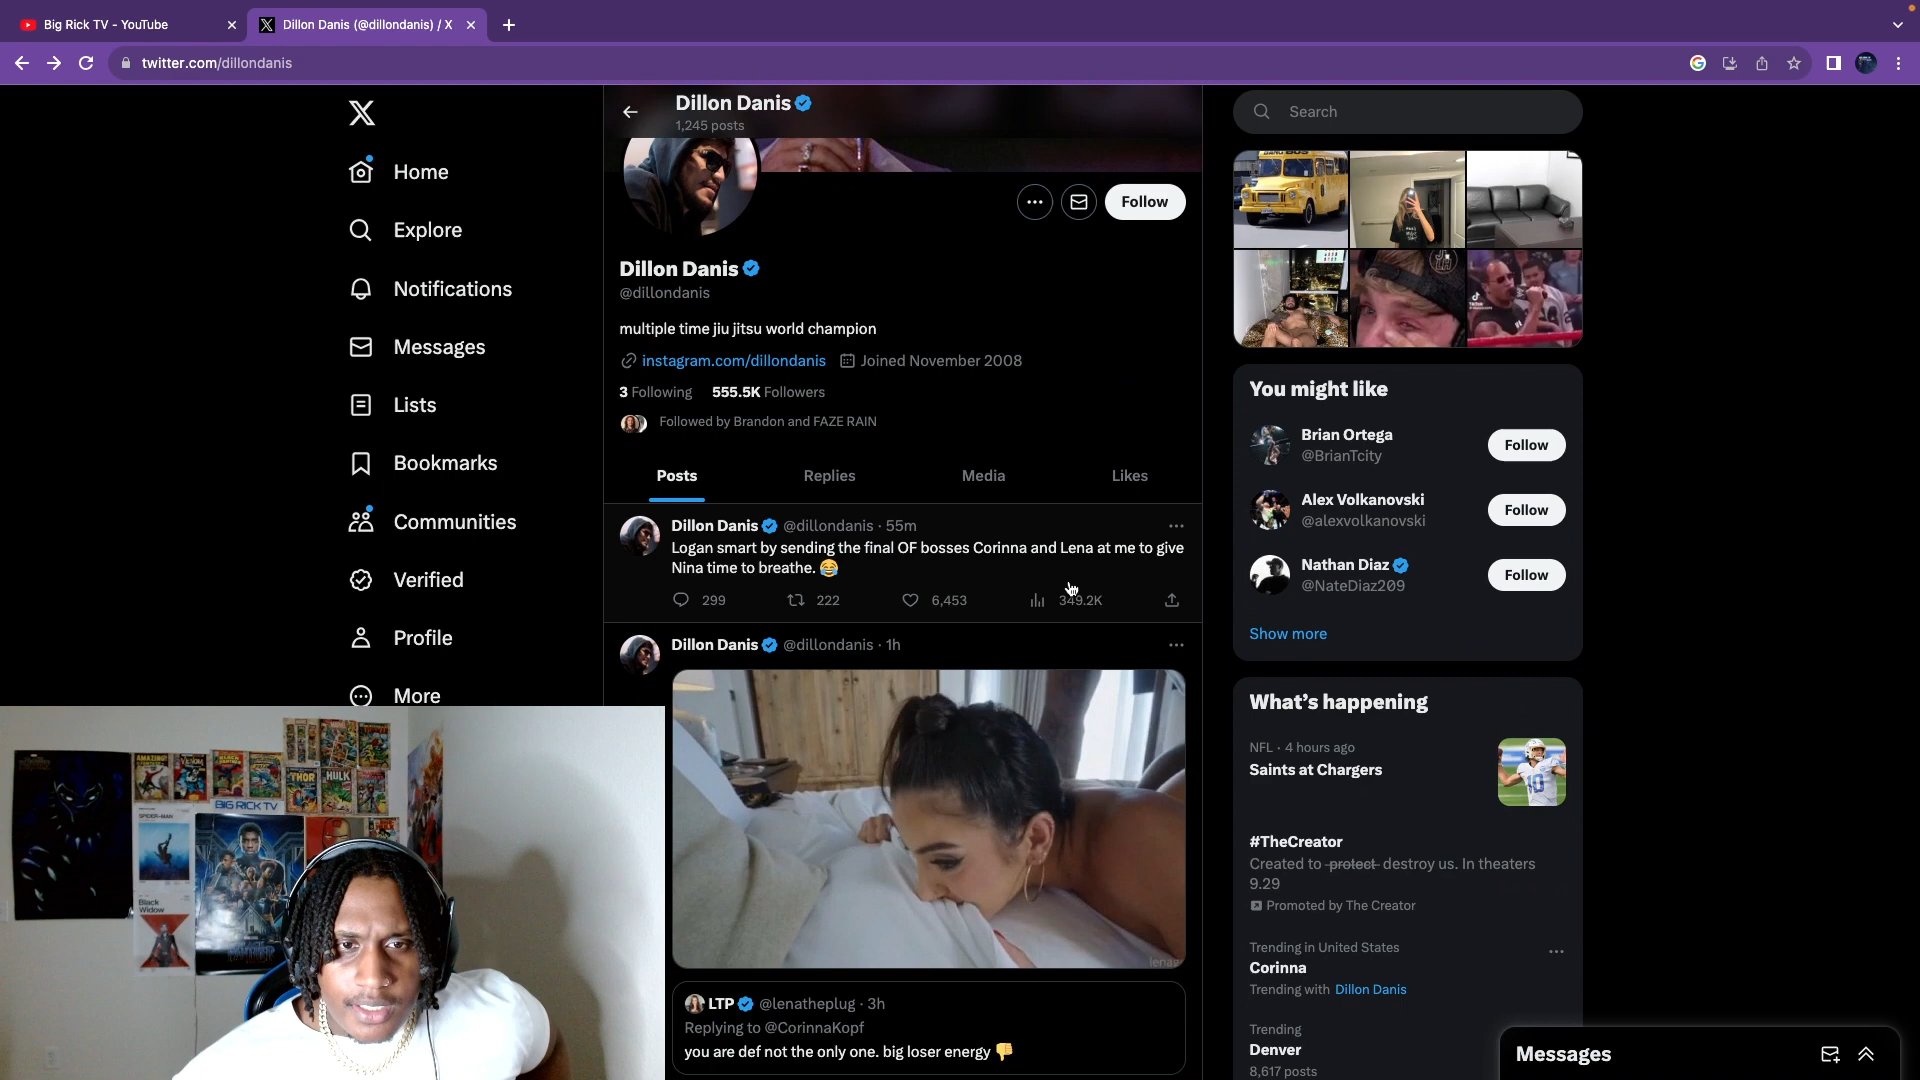 Big Rick TV - YouTube
Dillon Danis (@dillondanis) / X
twitter.com/dillondanis
Dillon Danis
1,245 posts
Search
Home
Explore
Notifications
Messages
Lists
Bookmarks
Communities
Verified
Profile
More
Follow
Dillon Danis
@dillondanis
multiple time jiu jitsu world champion
instagram.com/dillondanis Joined November 2008
3 Following 555.5K Followers
Followed by Brandon and FAZE RAIN
Posts Replies Media Likes
Dillon Danis @dillondanis · 55m
Logan smart by sending the final OF bosses Corinna and Lena at me to give
Nina time to breathe. 😂
299 222 6,453 349.2K
Dillon Danis @dillondanis · 1h
LTP @lenatheplug · 3h
Replying to @CorinnaKopf
you are def not the only one. big loser energy 👎
You might like
Brian Ortega
@BrianTcity
Follow
Alex Volkanovski
@alexvolkanovski
Follow
Nathan Diaz
@NateDiaz209
Follow
Show more
What's happening
NFL · 4 hours ago
Saints at Chargers
10
#TheCreator
Created to protect destroy us. In theaters
9.29
Promoted by The Creator
Trending in United States
Corinna
Trending with Dillon Danis
Trending
Denver
8,617 posts
Messages
AMAZING
VENOM
THOR
HULK
BIG RICK TV
SPIDER-MAN
Black
Widow